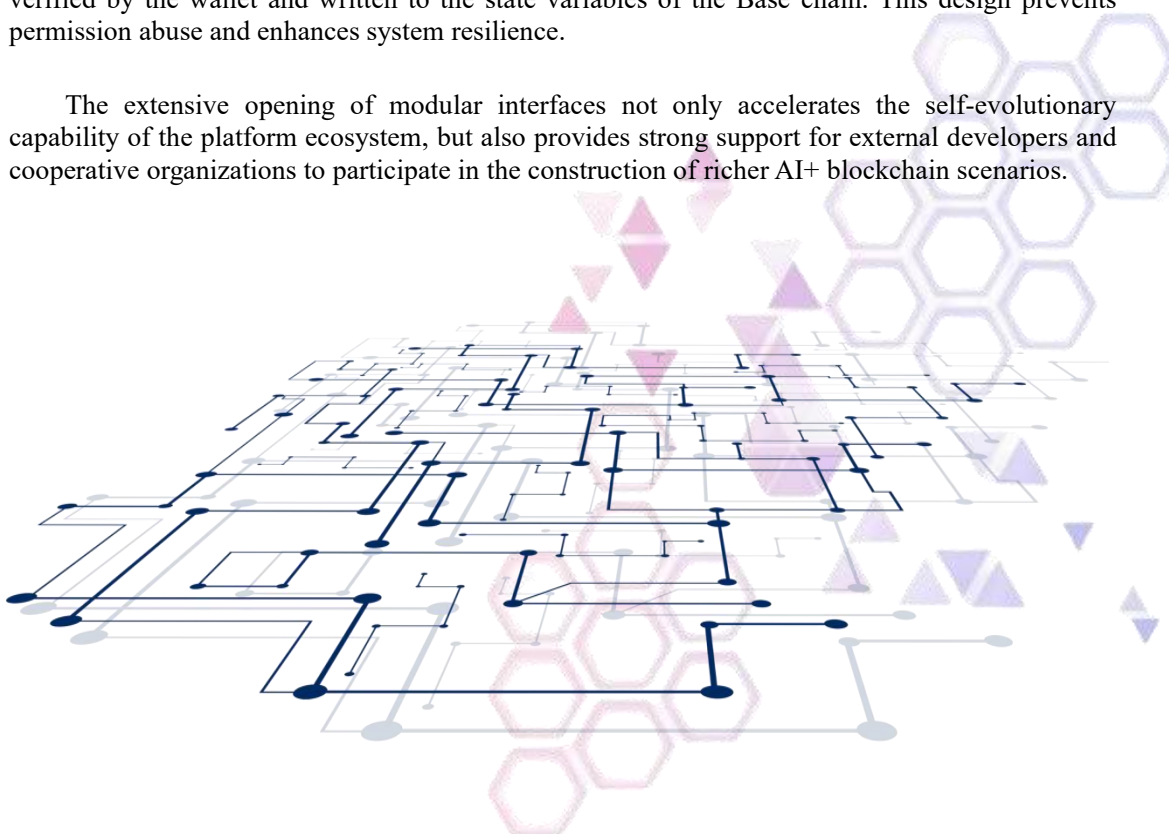 verified by the wallet and written to the state variables of the Base chain. This design prevents
permission abuse and enhances system resilience.
The extensive opening of modular interfaces not only accelerates the self-evolutionary
capability of the platform ecosystem, but also provides strong support for external developers and
cooperative organizations to participate in the construction of richer AI+ blockchain scenarios.